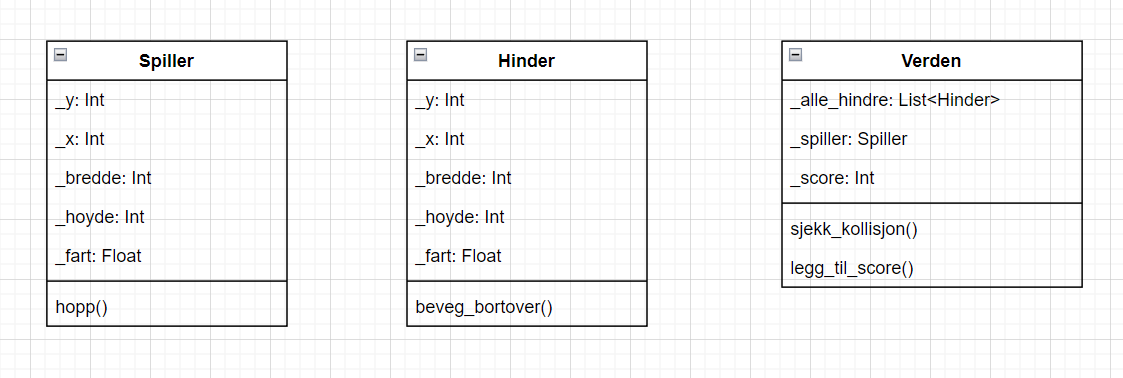 Spiller
_y: Int
_x: Int
_bredde: Int
_hoyde: Int
_fart: Float
hopp()
Hinder
_y: Int
_x: Int
_bredde: Int
_hoyde: Int
_fart: Float
beveg_bortover()
Verden
_alle_hindre: List<Hinder>
_spiller: Spiller
_score: Int
sjekk_kollisjon()
legg_til_score()